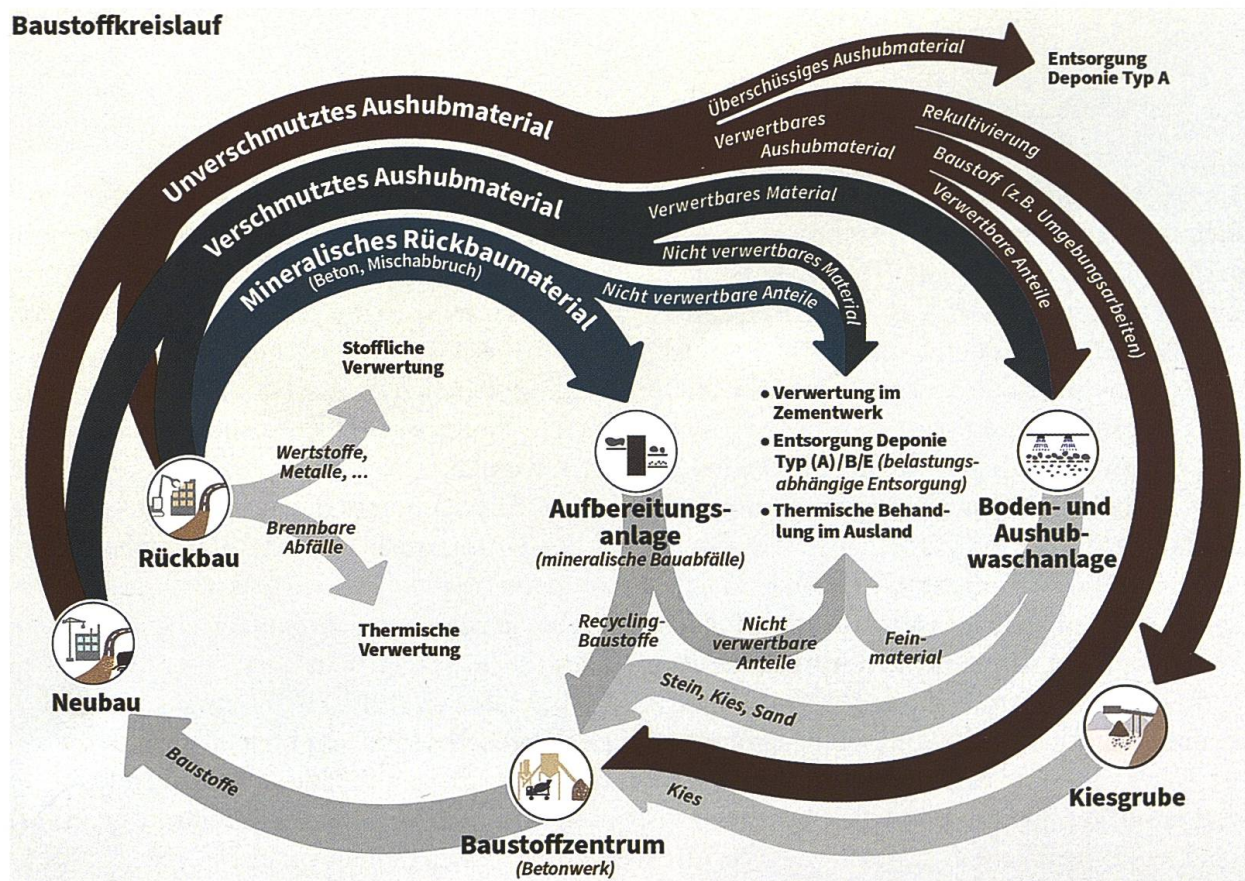 Baustoffkreislauf
Überschüssiges Aushubmaterial
Entsorgung
Deponie Typ A
Unverschmutztes Aushubmaterial
Verwertbares
Aushubmaterial
Rekultivierung
Baustoff (z.B. Umgebungsarbeiten)
Verwertbare Anteile
Verschmutztes Aushubmaterial
Verwertbares Material
Nicht verwertbares Material
Mineralisches Rückbaumaterial
(Beton, Mischabbruch)
Nicht verwertbare Anteile
Stoffliche
Verwertung
Wertstoffe,
Metalle, ...
Brennbare
Abfälle
Rückbau
Thermische
Verwertung
Neubau
Aufbereitungs-
anlage
(mineralische Bauabfälle)
• Verwertung im
Zementwerk
• Entsorgung Deponie
Typ (A)/B/E (belastungs-
abhängige Entsorgung)
• Thermische Behand-
lung im Ausland
Boden- und
Aushub-
waschanlage
Recycling-
Baustoffe
Nicht
verwertbare
Anteile
Fein-
material
Stein, Kies, Sand
Kies
Kiesgrube
Baustoffe
Baustoffzentrum
(Betonwerk)